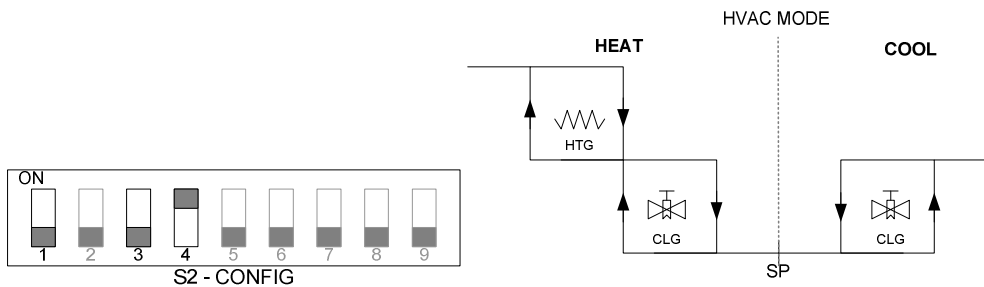 HVAC MODE
HEAT
COOL
HTG
CLG
CLG
SP
ON
1 2 3 4 5 6 7 8 9
S2 - CONFIG